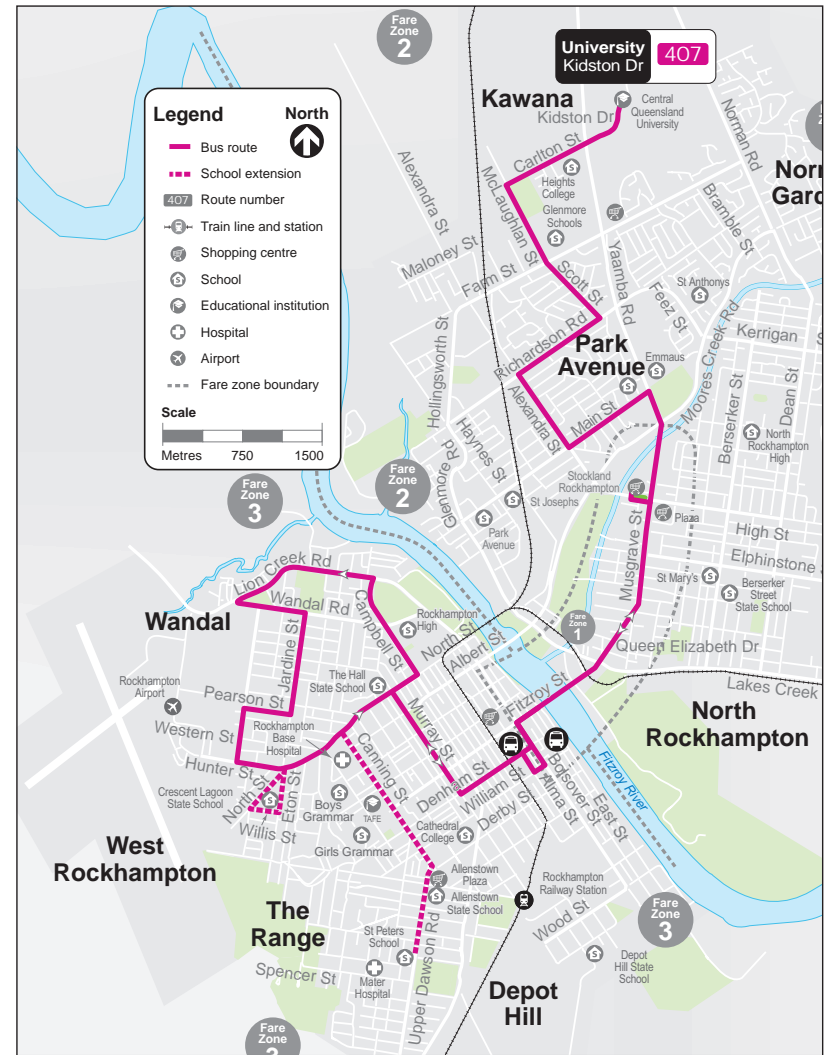 Fare
Zone
2
University
Kidston Dr
407
Kawana
Kidston Dr
Central
Queensland
University
Legend
North
Bus route
School extension
407
Route number
Train line and station
Shopping centre
School
Educational institution
Hospital
Airport
Fare zone boundary
Scale
Metres
750
1500
Carlton St
Heights
College
Glenmore
Schools
McLaughlan St
Norman Rd
Bramble St
Alexandra St
Maloney St
Farm St
Scott St
Yaamba Rd
Feez St
St Anthonys
Moores Creek Rd
Kerrigan
Hollingsworth St
Richardson Rd
Park
Avenue
Emmaus
Alexandra St
Main St
Berserker St
Dean St
North
Rockhampton
High
Haynes St
Glenmore Rd
St Josephs
Park
Avenue
Stockland
Rockhampton
Plaza
Musgrave St
High St
Elphinstone
St Mary's
Berserker
Street
State School
Fare
Zone
3
Fare
Zone
2
Fare
Zone
1
Lion Creek Rd
Wandal Rd
Wandal
Campbell St
Rockhampton
High
North St
Albert St
Queen Elizabeth Dr
Lakes Creek
Jardine St
The Hall
State School
Rockhampton
Airport
Pearson St
Western St
Rockhampton
Base
Hospital
Murray St
Fitzroy St
North
Rockhampton
Hunter St
Canning St
Denham St
William St
Derby S
Bolsover St
Alma St
East St
Fitzroy River
Crescent Lagoon
State School
North St
Eton St
Willis St
Boys
Grammar
TAFE
Girls Grammar
Cathedral
College
West
Rockhampton
Allenstown
Plaza
Allenstown
State School
Rockhampton
Railway Station
Fare
Zone
3
The
Range
St Peters
School
Wood St
Upper Dawson Rd
Spencer St
Mater
Hospital
Depot
Hill State
School
Depot
Hill
Fare
Zone